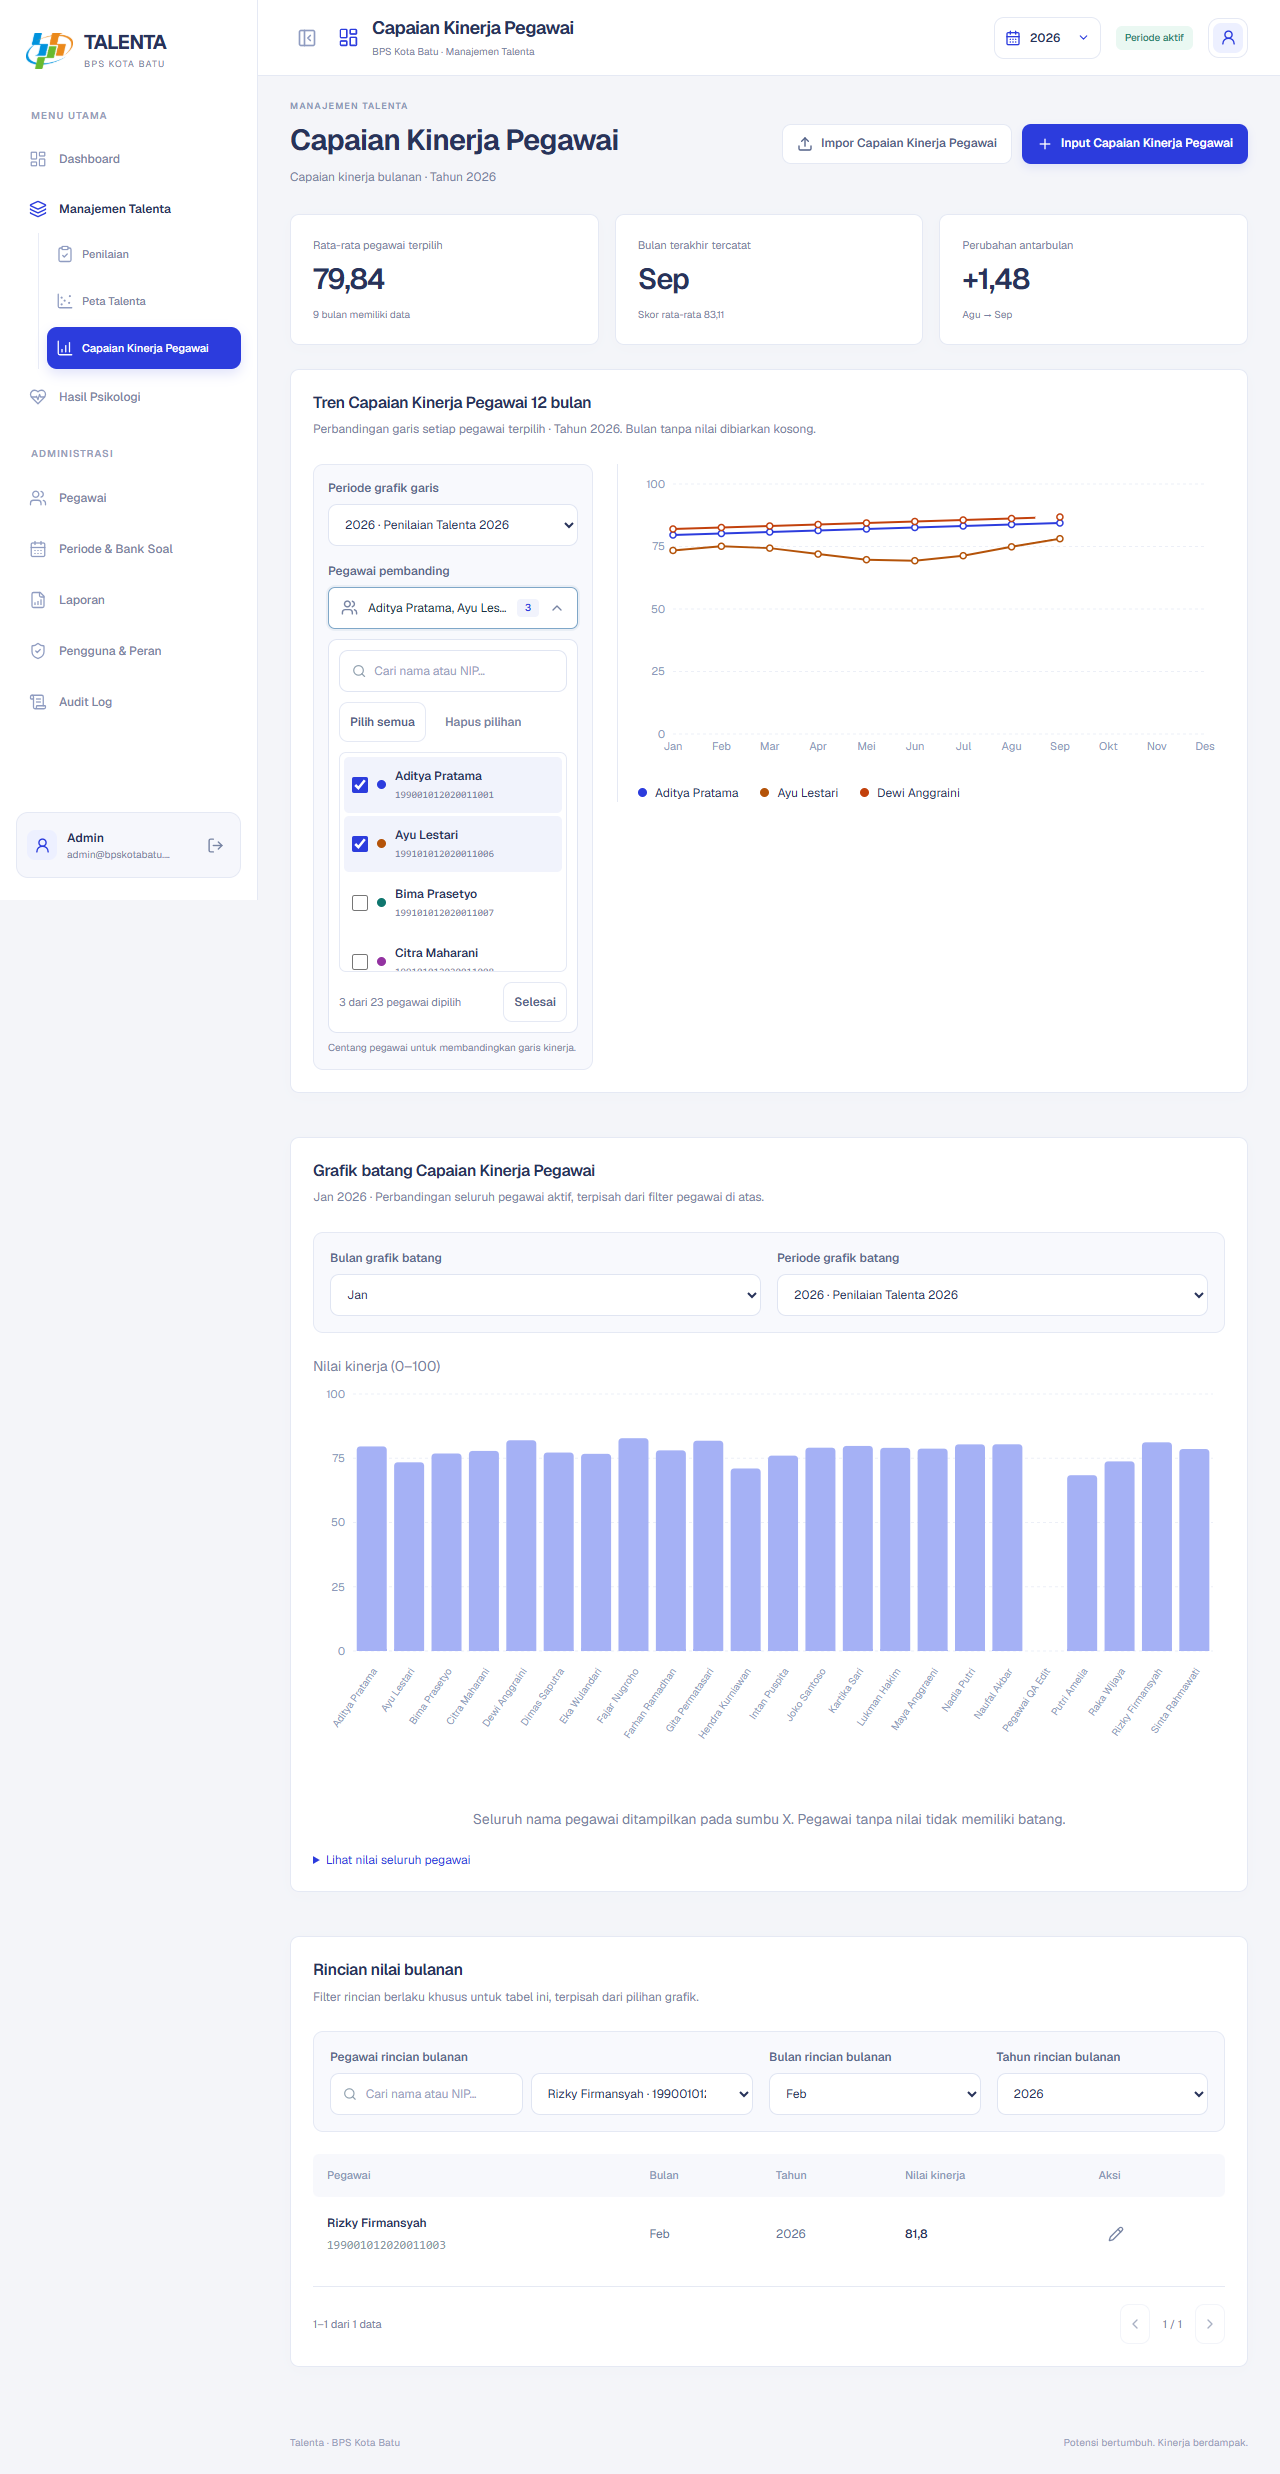 TALENTA
BPS KOTA BATU
MENU UTAMA
Dashboard
Manajemen Talenta
Penilaian
Peta Talenta
Capaian Kinerja Pegawai
Hasil Psikologi
ADMINISTRASI
Pegawai
Periode & Bank Soal
Laporan
Pengguna & Peran
Audit Log
Admin
admin@bpskotabatu....
Capaian Kinerja Pegawai
BPS Kota Batu · Manajemen Talenta
2026
Periode aktif
MANAJEMEN TALENTA
Capaian Kinerja Pegawai
Capaian kinerja bulanan · Tahun 2026
Impor Capaian Kinerja Pegawai
Input Capaian Kinerja Pegawai
Rata-rata pegawai terpilih
79,84
9 bulan memiliki data
Bulan terakhir tercatat
Sep
Skor rata-rata 83,11
Perubahan antarbulan
+1,48
Agu → Sep
Tren Capaian Kinerja Pegawai 12 bulan
Perbandingan garis setiap pegawai terpilih · Tahun 2026. Bulan tanpa nilai dibiarkan kosong.
Periode grafik garis
2026 · Penilaian Talenta 2026
Pegawai pembanding
Aditya Pratama, Ayu Les... 3
Cari nama atau NIP...
Pilih semua
Hapus pilihan
Aditya Pratama
199001012020011001
Ayu Lestari
199101012020011006
Bima Prasetyo
199101012020011007
Citra Maharani
199101012020011008
3 dari 23 pegawai dipilih
Selesai
Centang pegawai untuk membandingkan garis kinerja.
100
75
50
25
0
Jan Feb Mar Apr Mei Jun Jul Agu Sep Okt Nov Des
Aditya Pratama Ayu Lestari Dewi Anggraini
Grafik batang Capaian Kinerja Pegawai
Jan 2026 · Perbandingan seluruh pegawai aktif, terpisah dari filter pegawai di atas.
Bulan grafik batang
Jan
Periode grafik batang
2026 · Penilaian Talenta 2026
Nilai kinerja (0–100)
100
75
50
25
0
Aditya Pratama
Ayu Lestari
Bima Prasetyo
Citra Maharani
Dewi Anggraini
Dimas Saputra
Eka Wulandari
Fajar Nugroho
Farhan Ramadhan
Gita Permatasari
Hendra Kurniawan
Intan Puspita
Joko Santoso
Kartika Sari
Lukman Hakim
Maya Anggraeni
Nadia Putri
Naufal Akbar
Pegawai QA Edit
Putri Amelia
Raka Wijaya
Rizky Firmansyah
Sinta Rahmawati
Seluruh nama pegawai ditampilkan pada sumbu X. Pegawai tanpa nilai tidak memiliki batang.
Lihat nilai seluruh pegawai
Rincian nilai bulanan
Filter rincian berlaku khusus untuk tabel ini, terpisah dari pilihan grafik.
Pegawai rincian bulanan
Cari nama atau NIP...
Rizky Firmansyah · 19900101
Bulan rincian bulanan
Feb
Tahun rincian bulanan
2026
Pegawai Bulan Tahun Nilai kinerja Aksi
Rizky Firmansyah
199001012020011003
Feb 2026 81,8
1–1 dari 1 data
1 / 1
Talenta · BPS Kota Batu
Potensi bertumbuh. Kinerja berdampak.